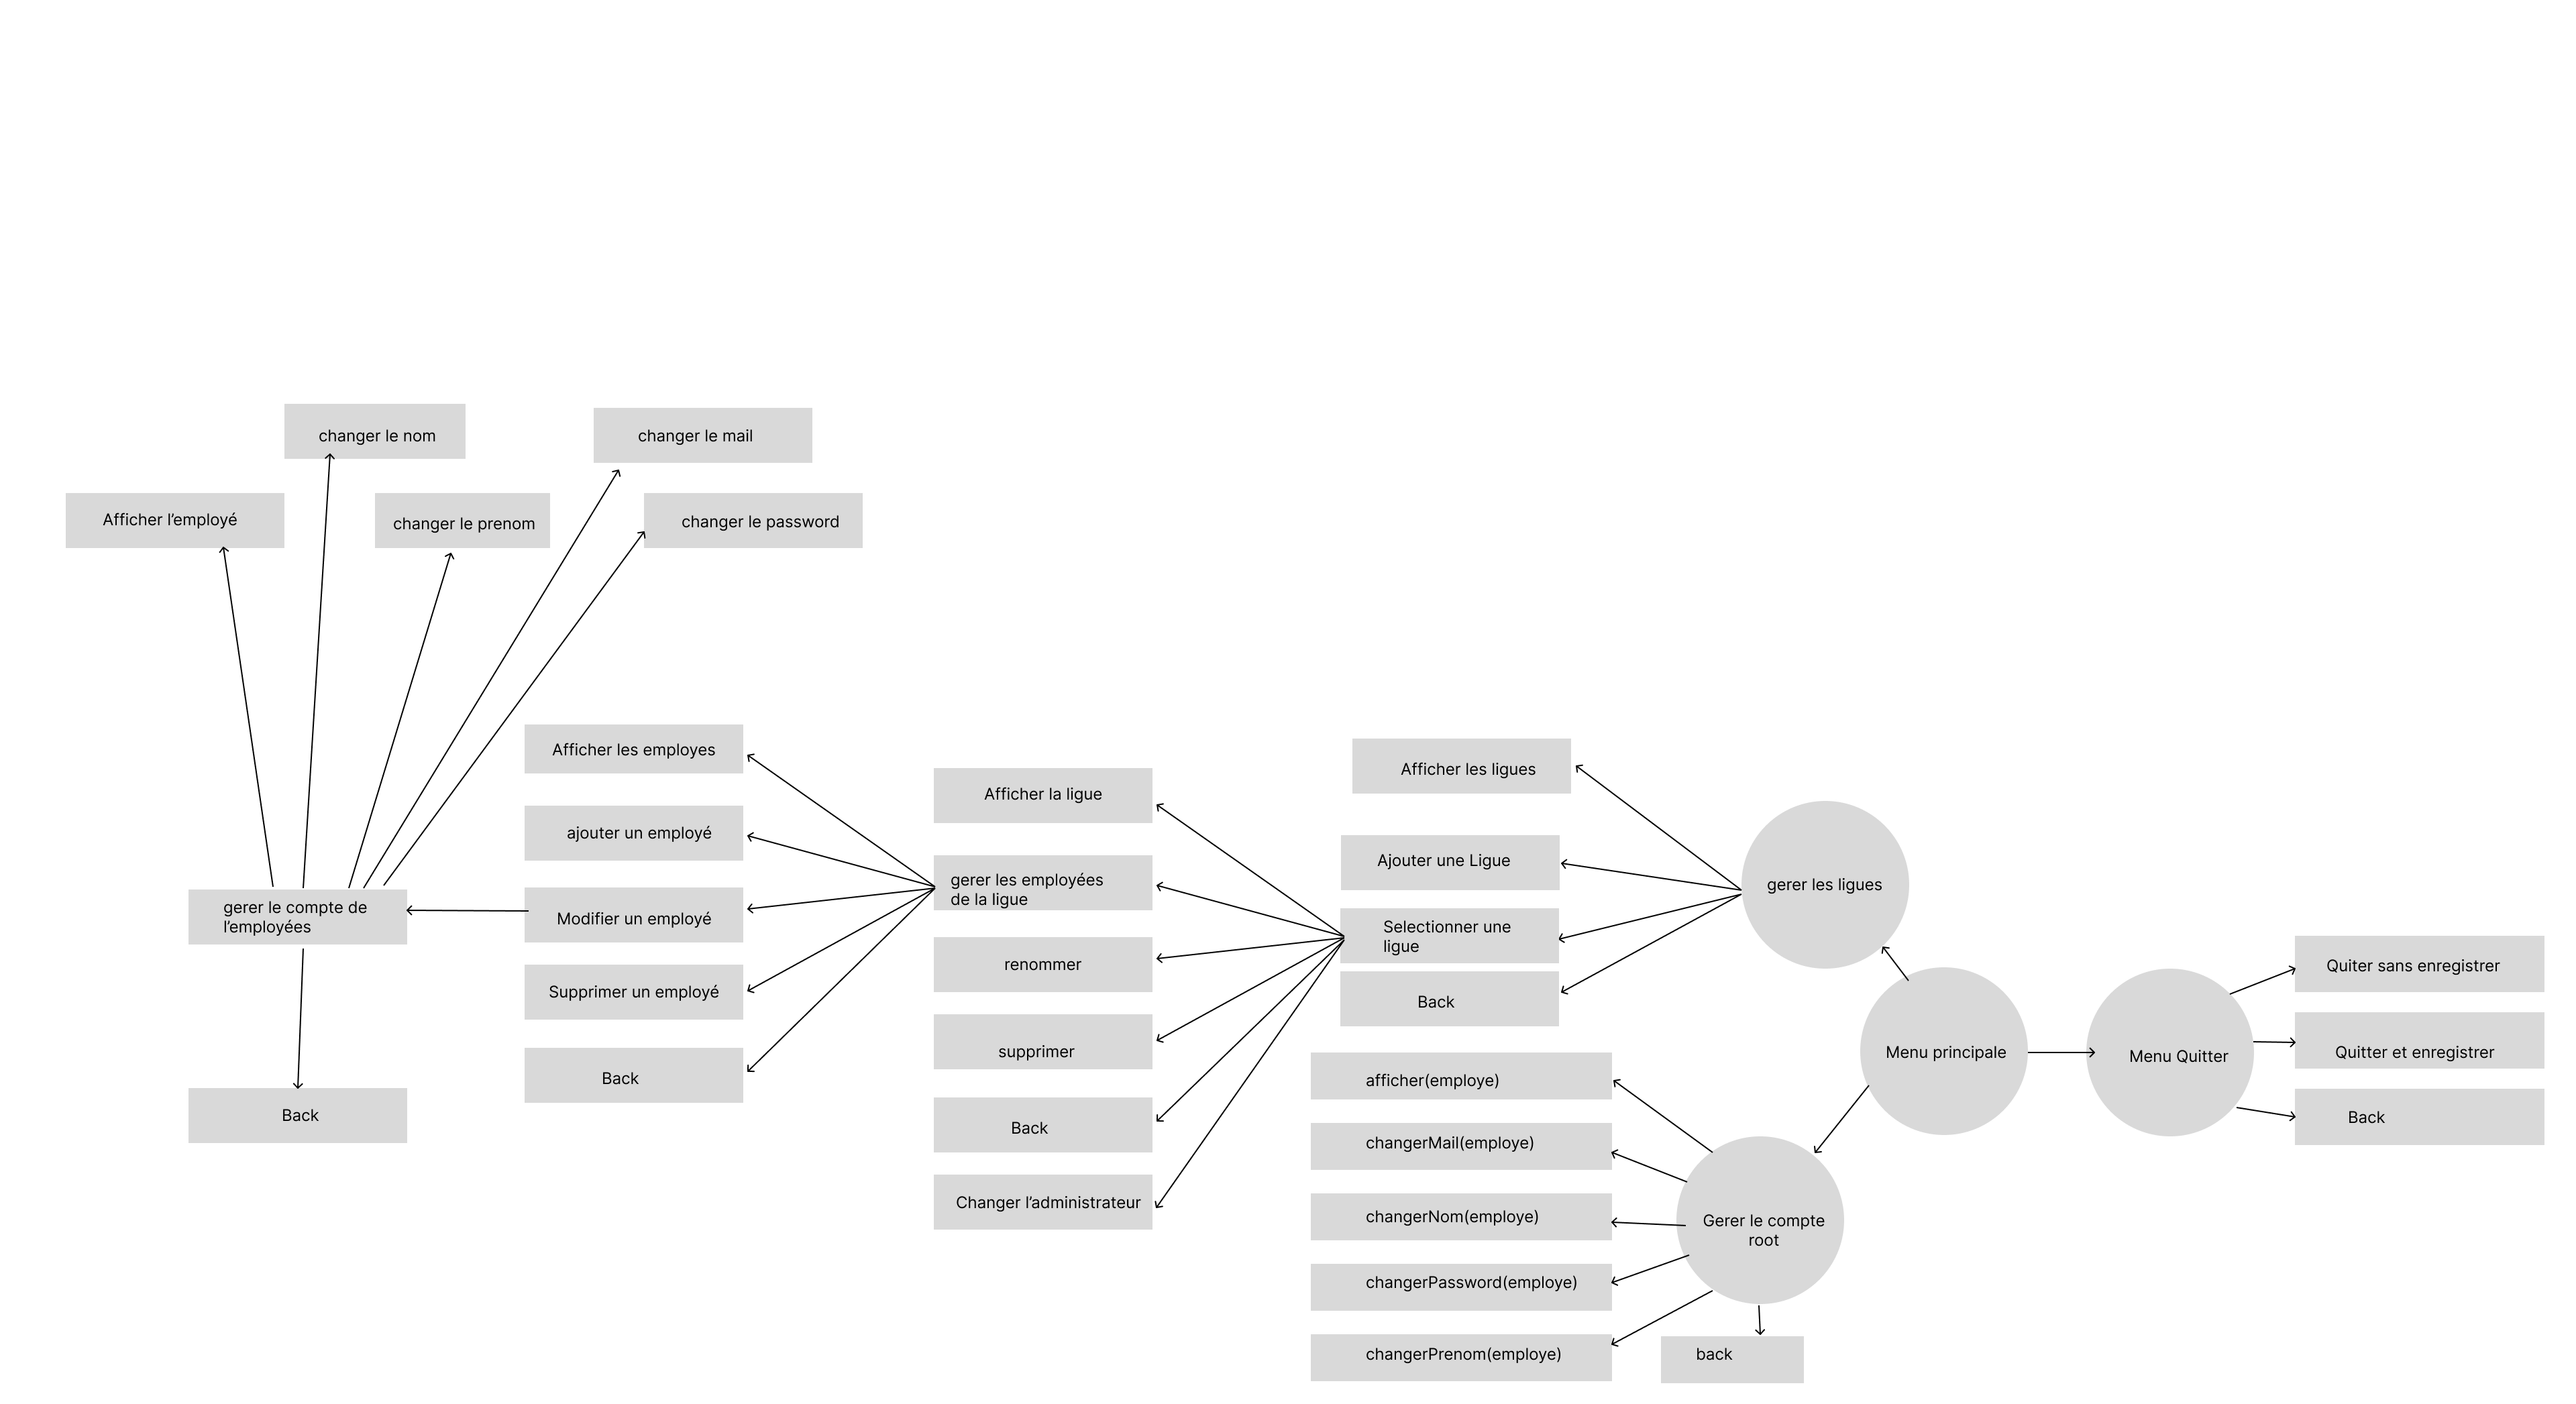 changer le nom
changer le mail
Afficher l’employé
changer le prenom
changer le password
Afficher les employes
ajouter un employé
Modifier un employé
Supprimer un employé
Back
gerer le compte de
l’employées
Back
Afficher la ligue
gerer les employées
de la ligue
renommer
supprimer
Back
Changer l’administrateur
Afficher les ligues
Ajouter une Ligue
Selectionner une
ligue
Back
gerer les ligues
Menu principale
Menu Quitter
Quiter sans enregistrer
Quitter et enregistrer
Back
afficher(employe)
changerMail(employe)
changerNom(employe)
changerPassword(employe)
changerPrenom(employe)
Gerer le compte
root
back